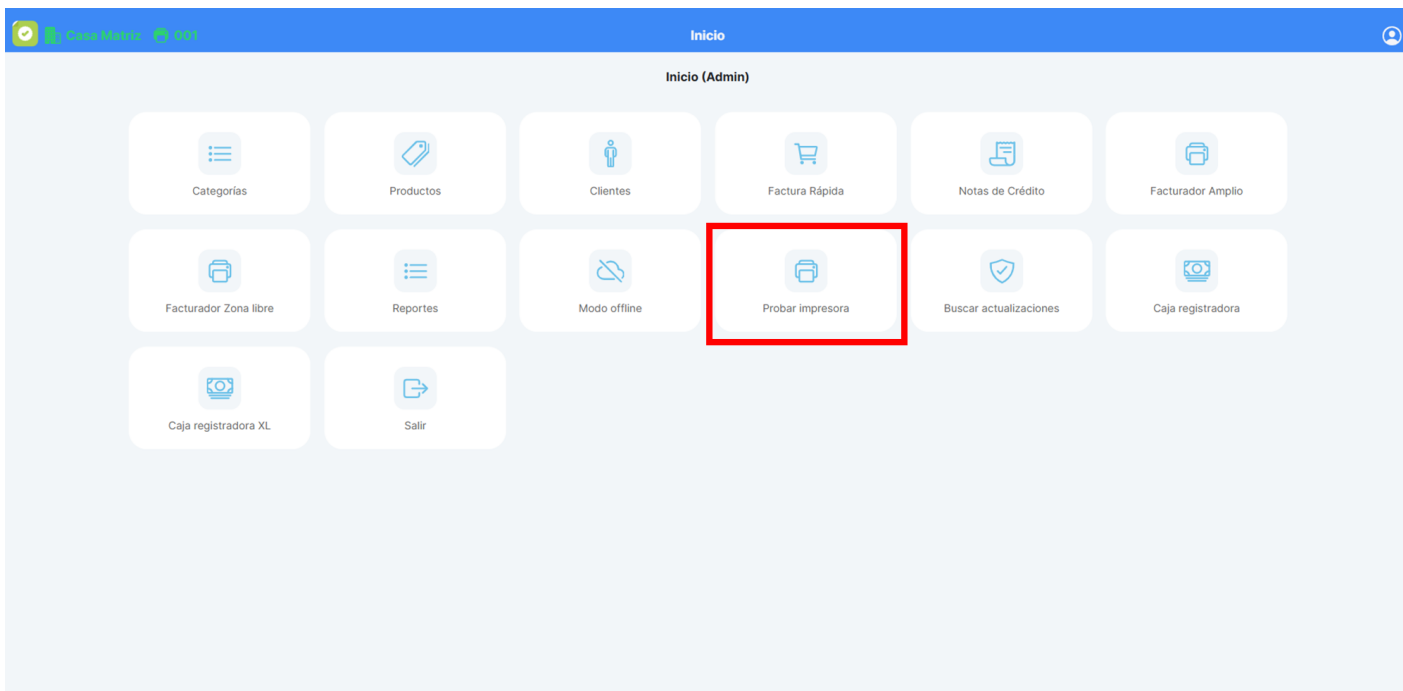 Casa Matriz 001 Inicio
Inicio (Admin)
Categorías Productos Clientes Factura Rápida Notas de Crédito Facturador Amplio
Facturador Zona libre Reportes Modo offline Probar impresora Buscar actualizaciones Caja registradora
Caja registradora XL Salir